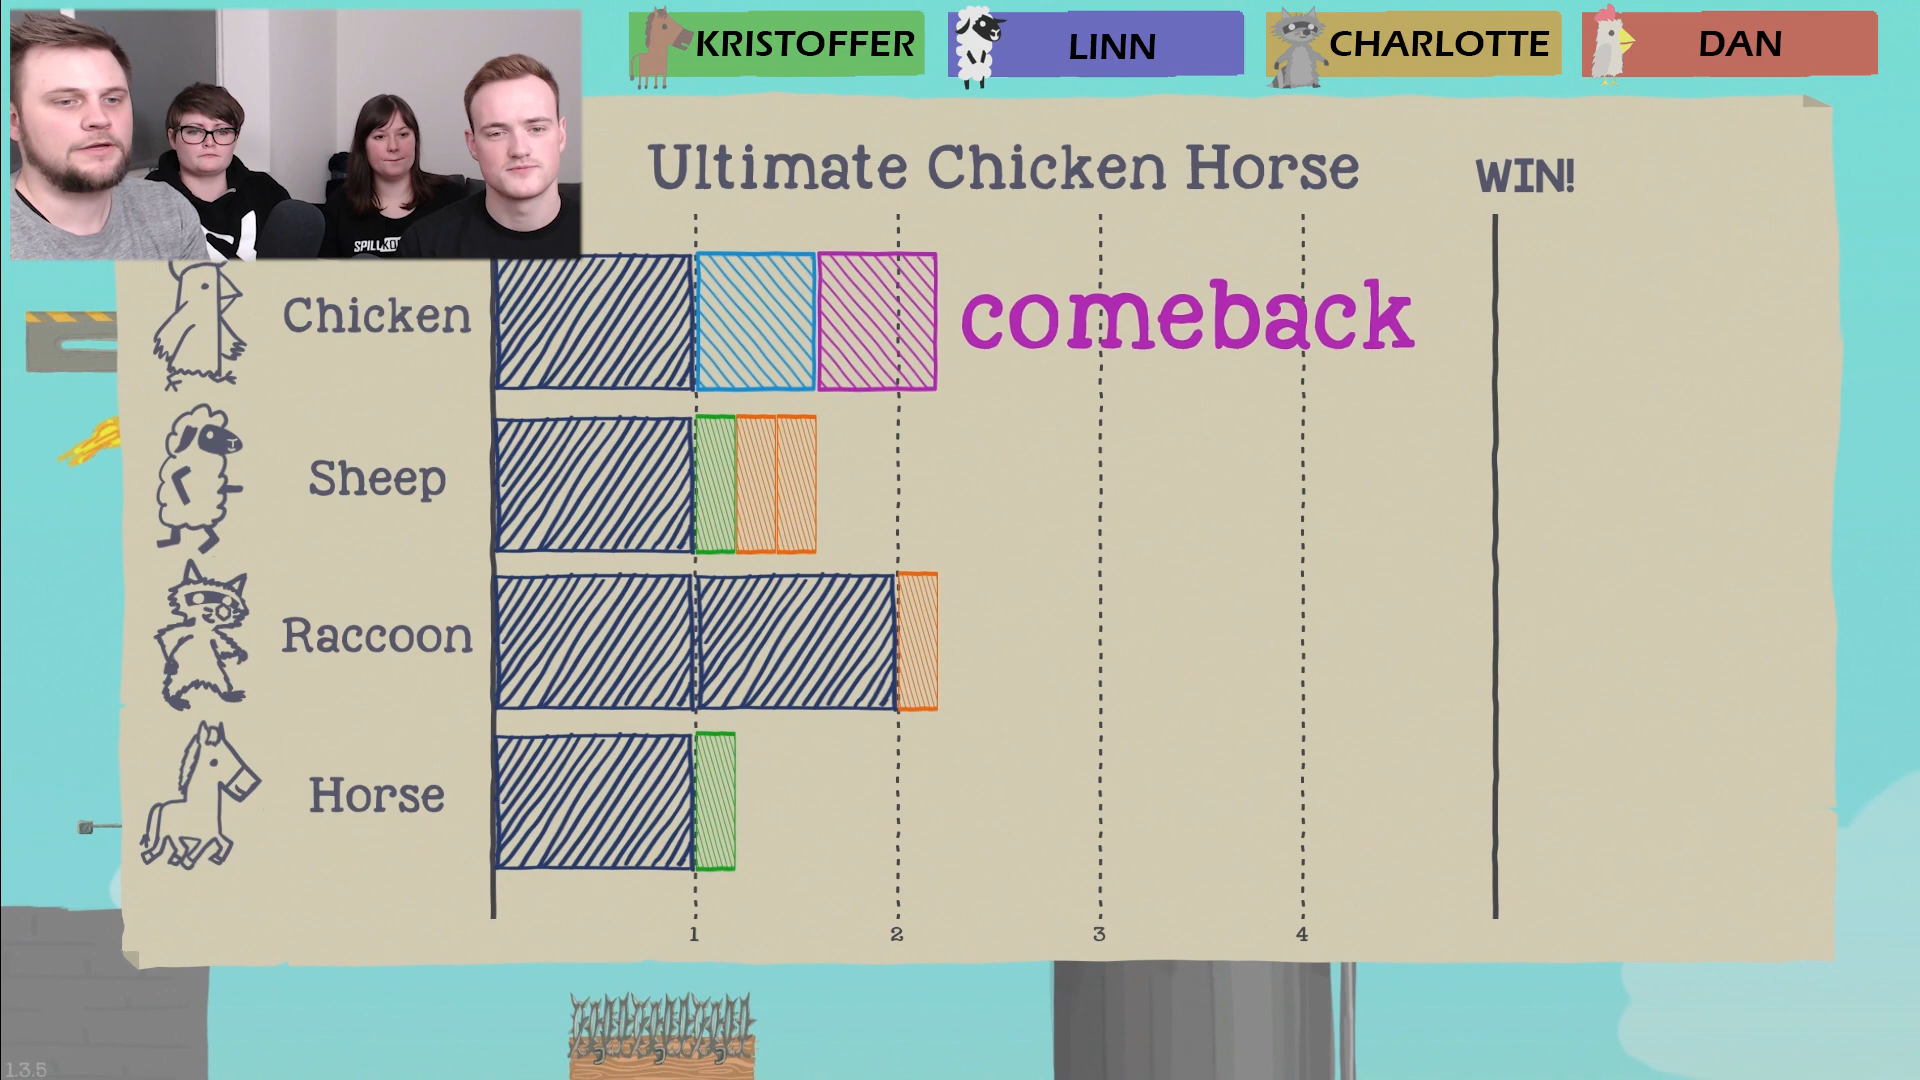 KRISTOFFER
LINN
CHARLOTTE
DAN
SPILLKO
Ultimate Chicken Horse
WIN!
Chicken
comeback
Sheep
Raccoon
Horse
1
2
3
4
1.3.5